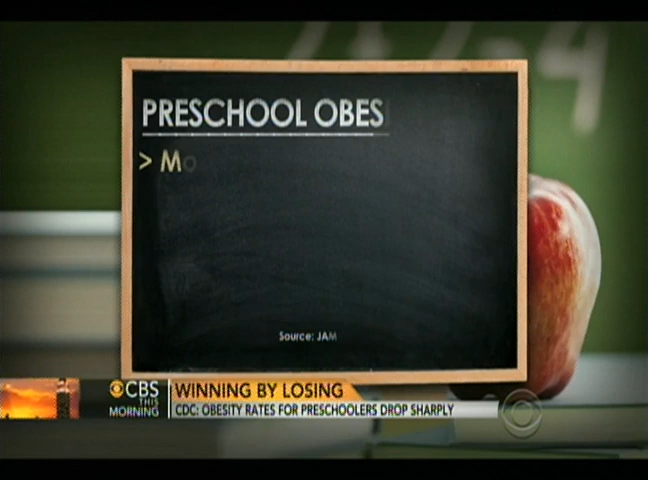 PRESCHOOL OBES
> Mo
Source: JAM
CBS
THIS
MORNING
WINNING BY LOSING
CDC: OBESITY RATES FOR PRESCHOOLERS DROP SHARPLY